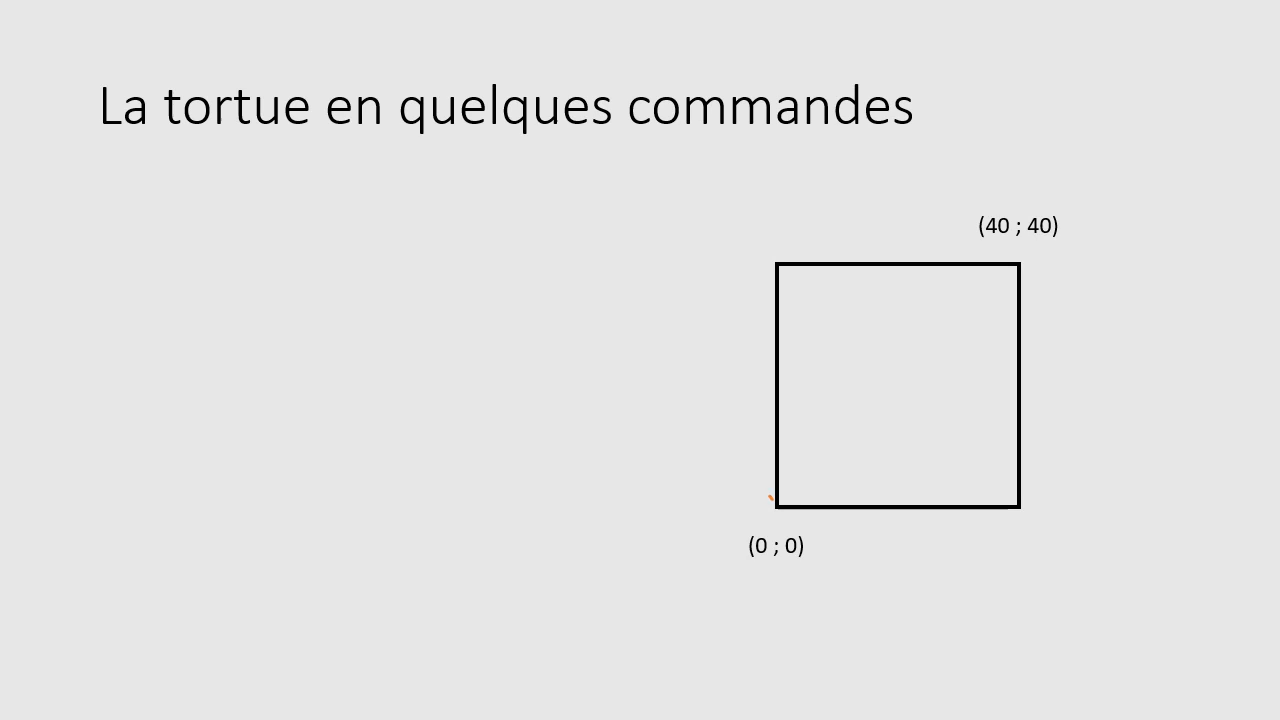 La tortue en quelques commandes
(40 ; 40)
(0 ; 0)